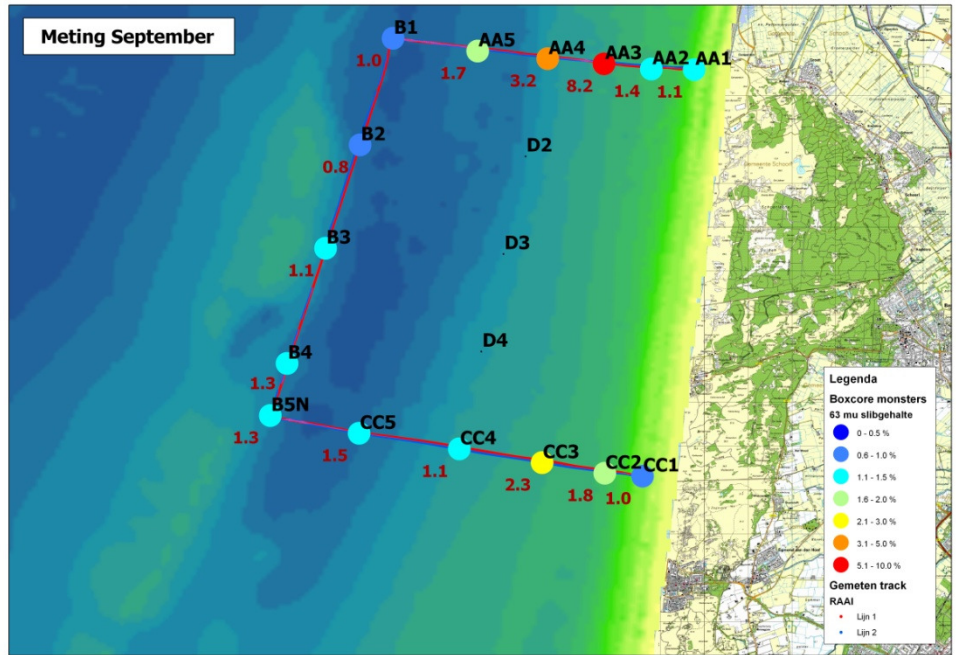 Meting September
B1
AA5
AA4
AA3
AA2
AA1
1.0
1.7
3.2
8.2
1.4
1.1
B2
D2
0.8
B3
D3
1.1
B4
D4
1.3
B5N
CC5
CC4
CC3
CC2
CC1
1.3
1.5
1.1
2.3
1.8
1.0
Legenda
Boxcore monsters
63 mu slibgehalte
0 - 0.5 %
0.6 - 1.0 %
1.1 - 1.5 %
1.6 - 2.0 %
2.1 - 3.0 %
3.1 - 5.0 %
5.1 - 10.0 %
Gemeten track
RAAI
Lijn 1
Lijn 2